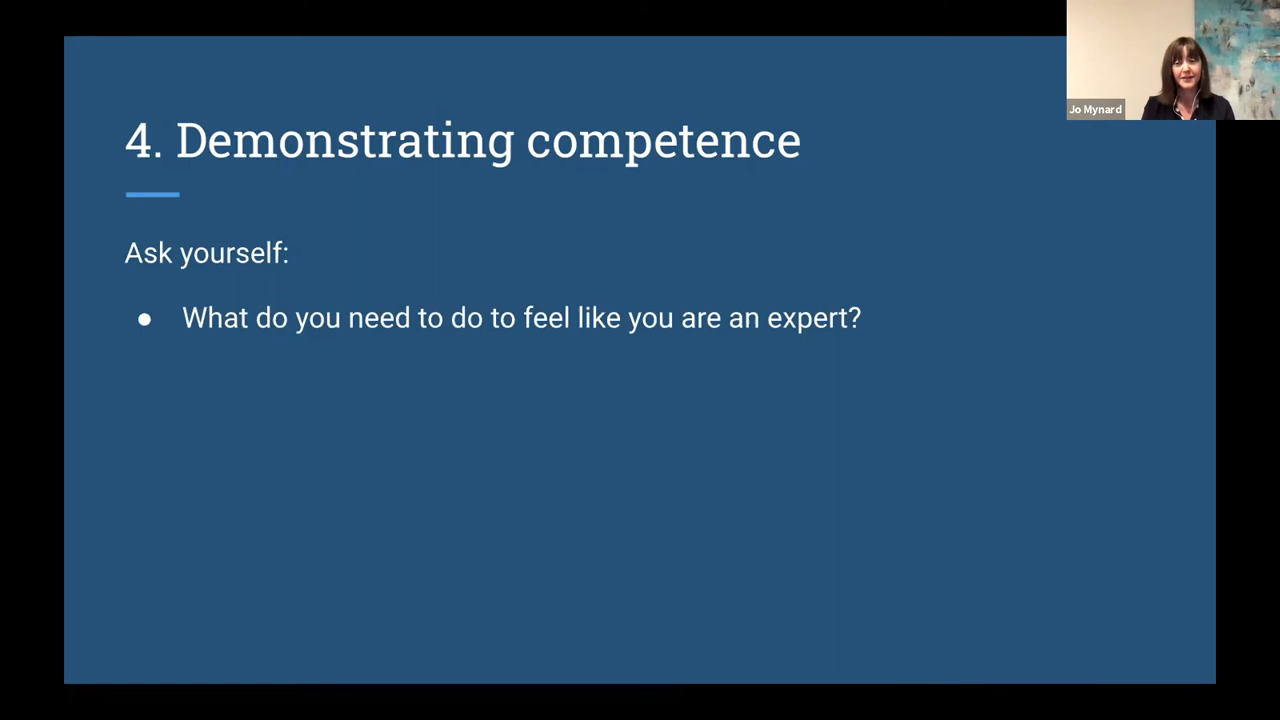 Jo Mynard
4. Demonstrating competence
Ask yourself:
● What do you need to do to feel like you are an expert?